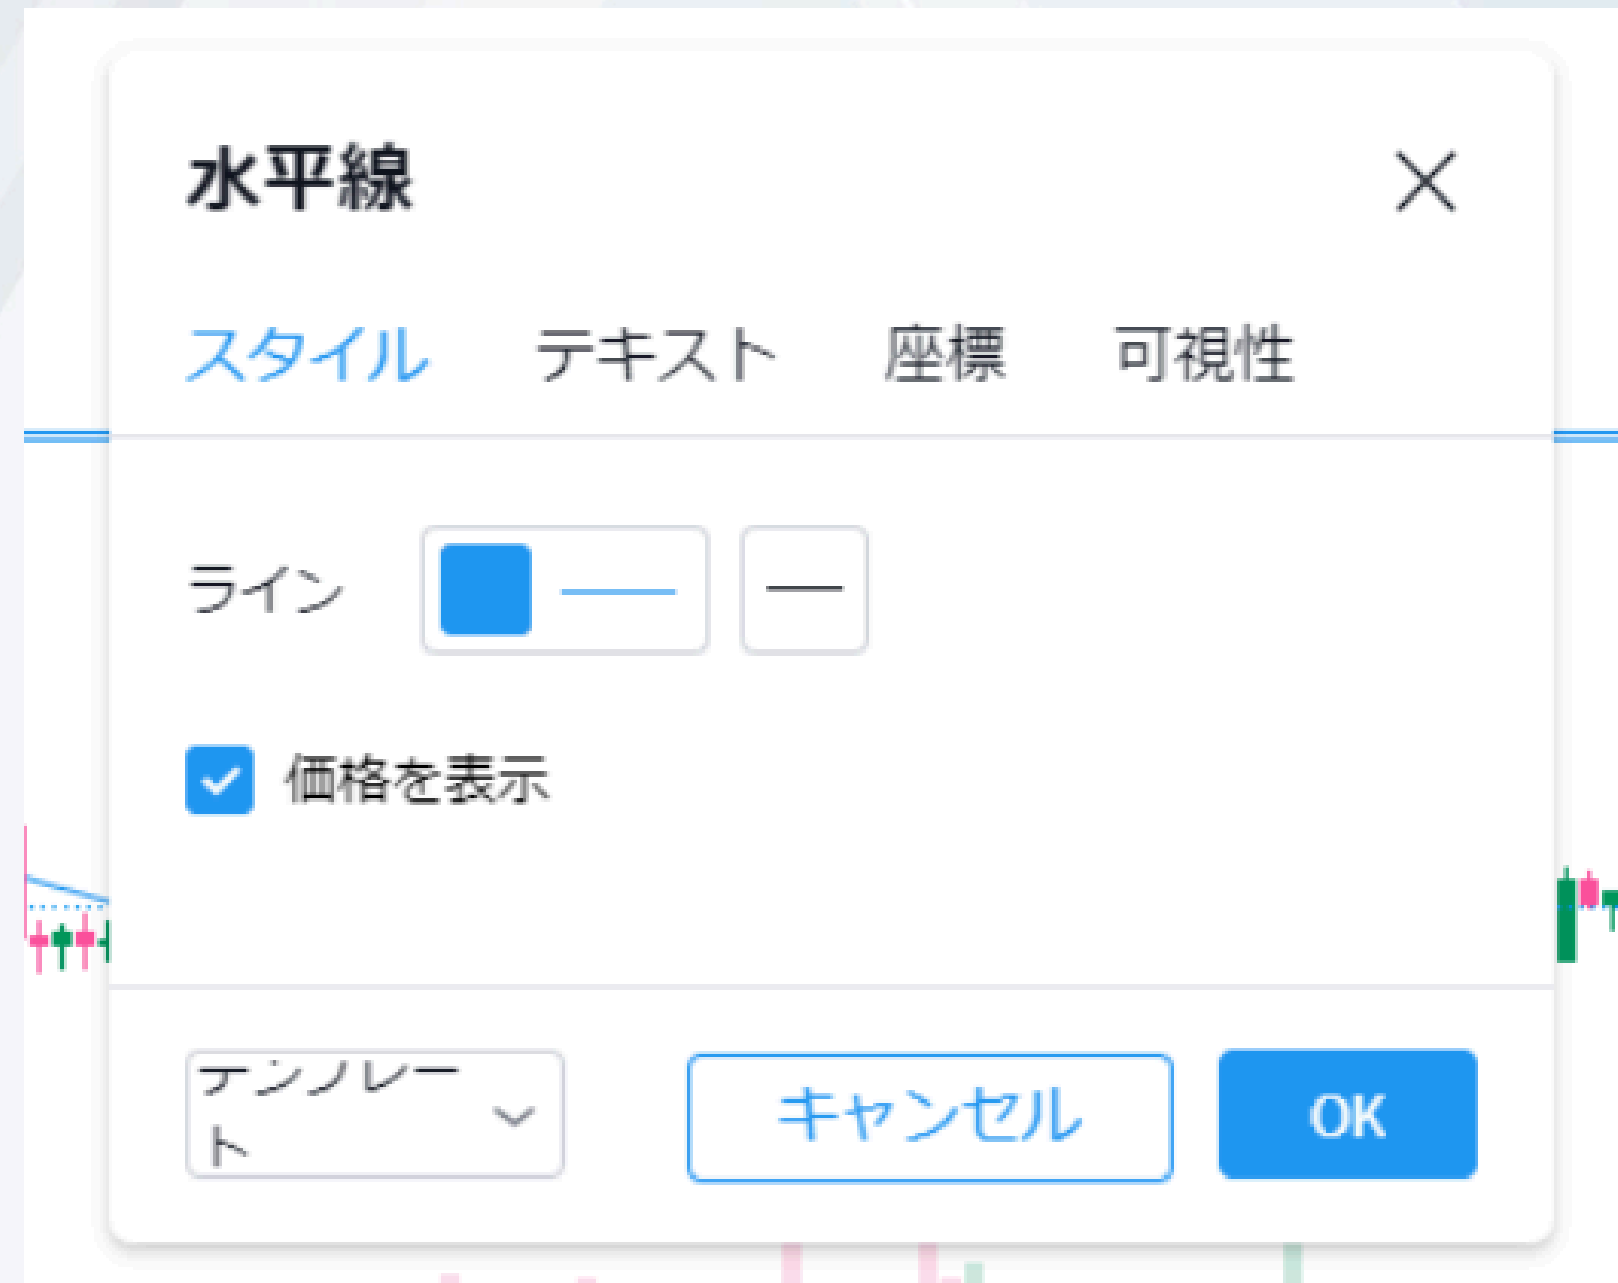 水平線
スタイル テキスト 座標 可視性
ライン
価格を表示
テンプレー
ト
キャンセル
OK